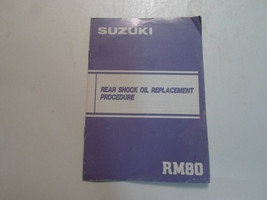 SUZUKI
REAR SHOCK OIL REPLACEMENT
PROCEDURE
RM80